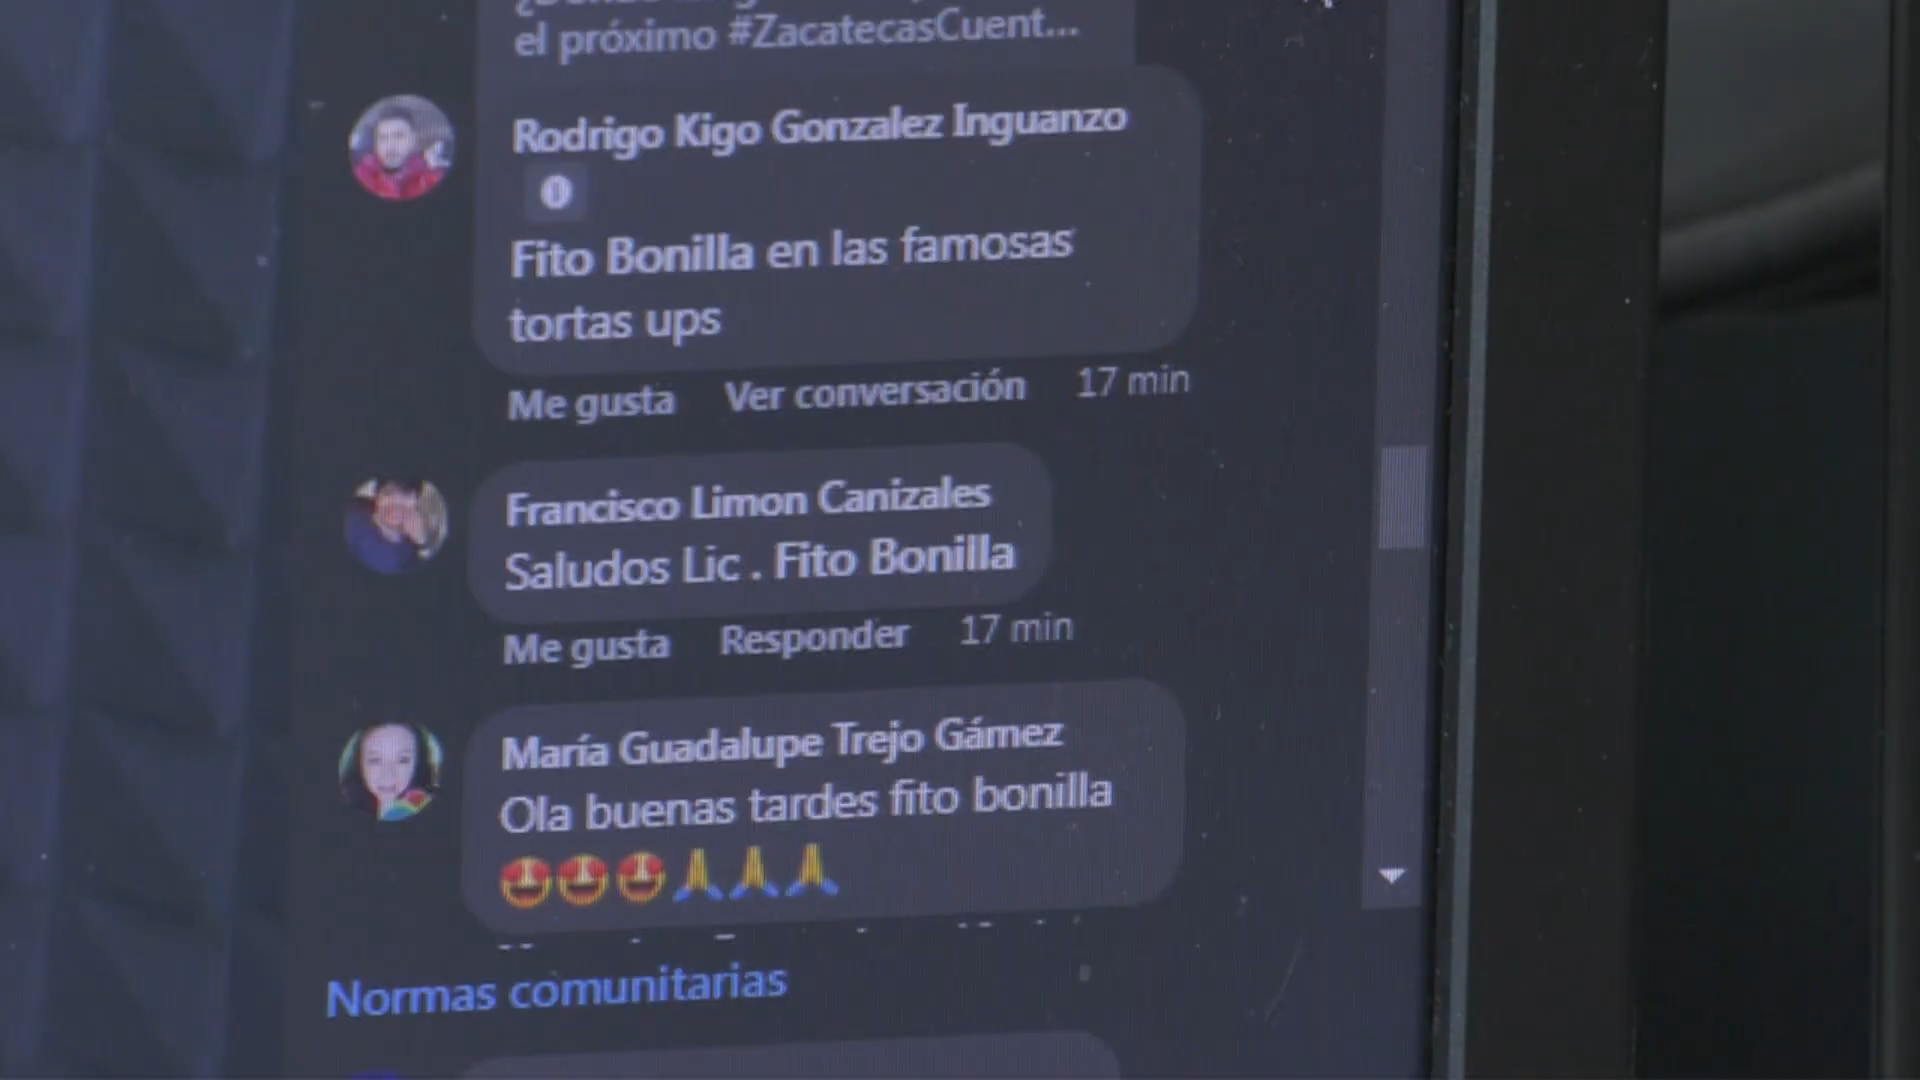 el próximo #ZacatecasCuent...
Rodrigo Kigo Gonzalez Inguanzo
Fito Bonilla en las famosas
tortas ups
Me gusta Ver conversación 17 min
Francisco Limon Canizales
Saludos Lic . Fito Bonilla
Me gusta Responder 17 min
María Guadalupe Trejo Gámez
Ola buenas tardes fito bonilla
😍😍😍🙏🙏🙏
Normas comunitarias